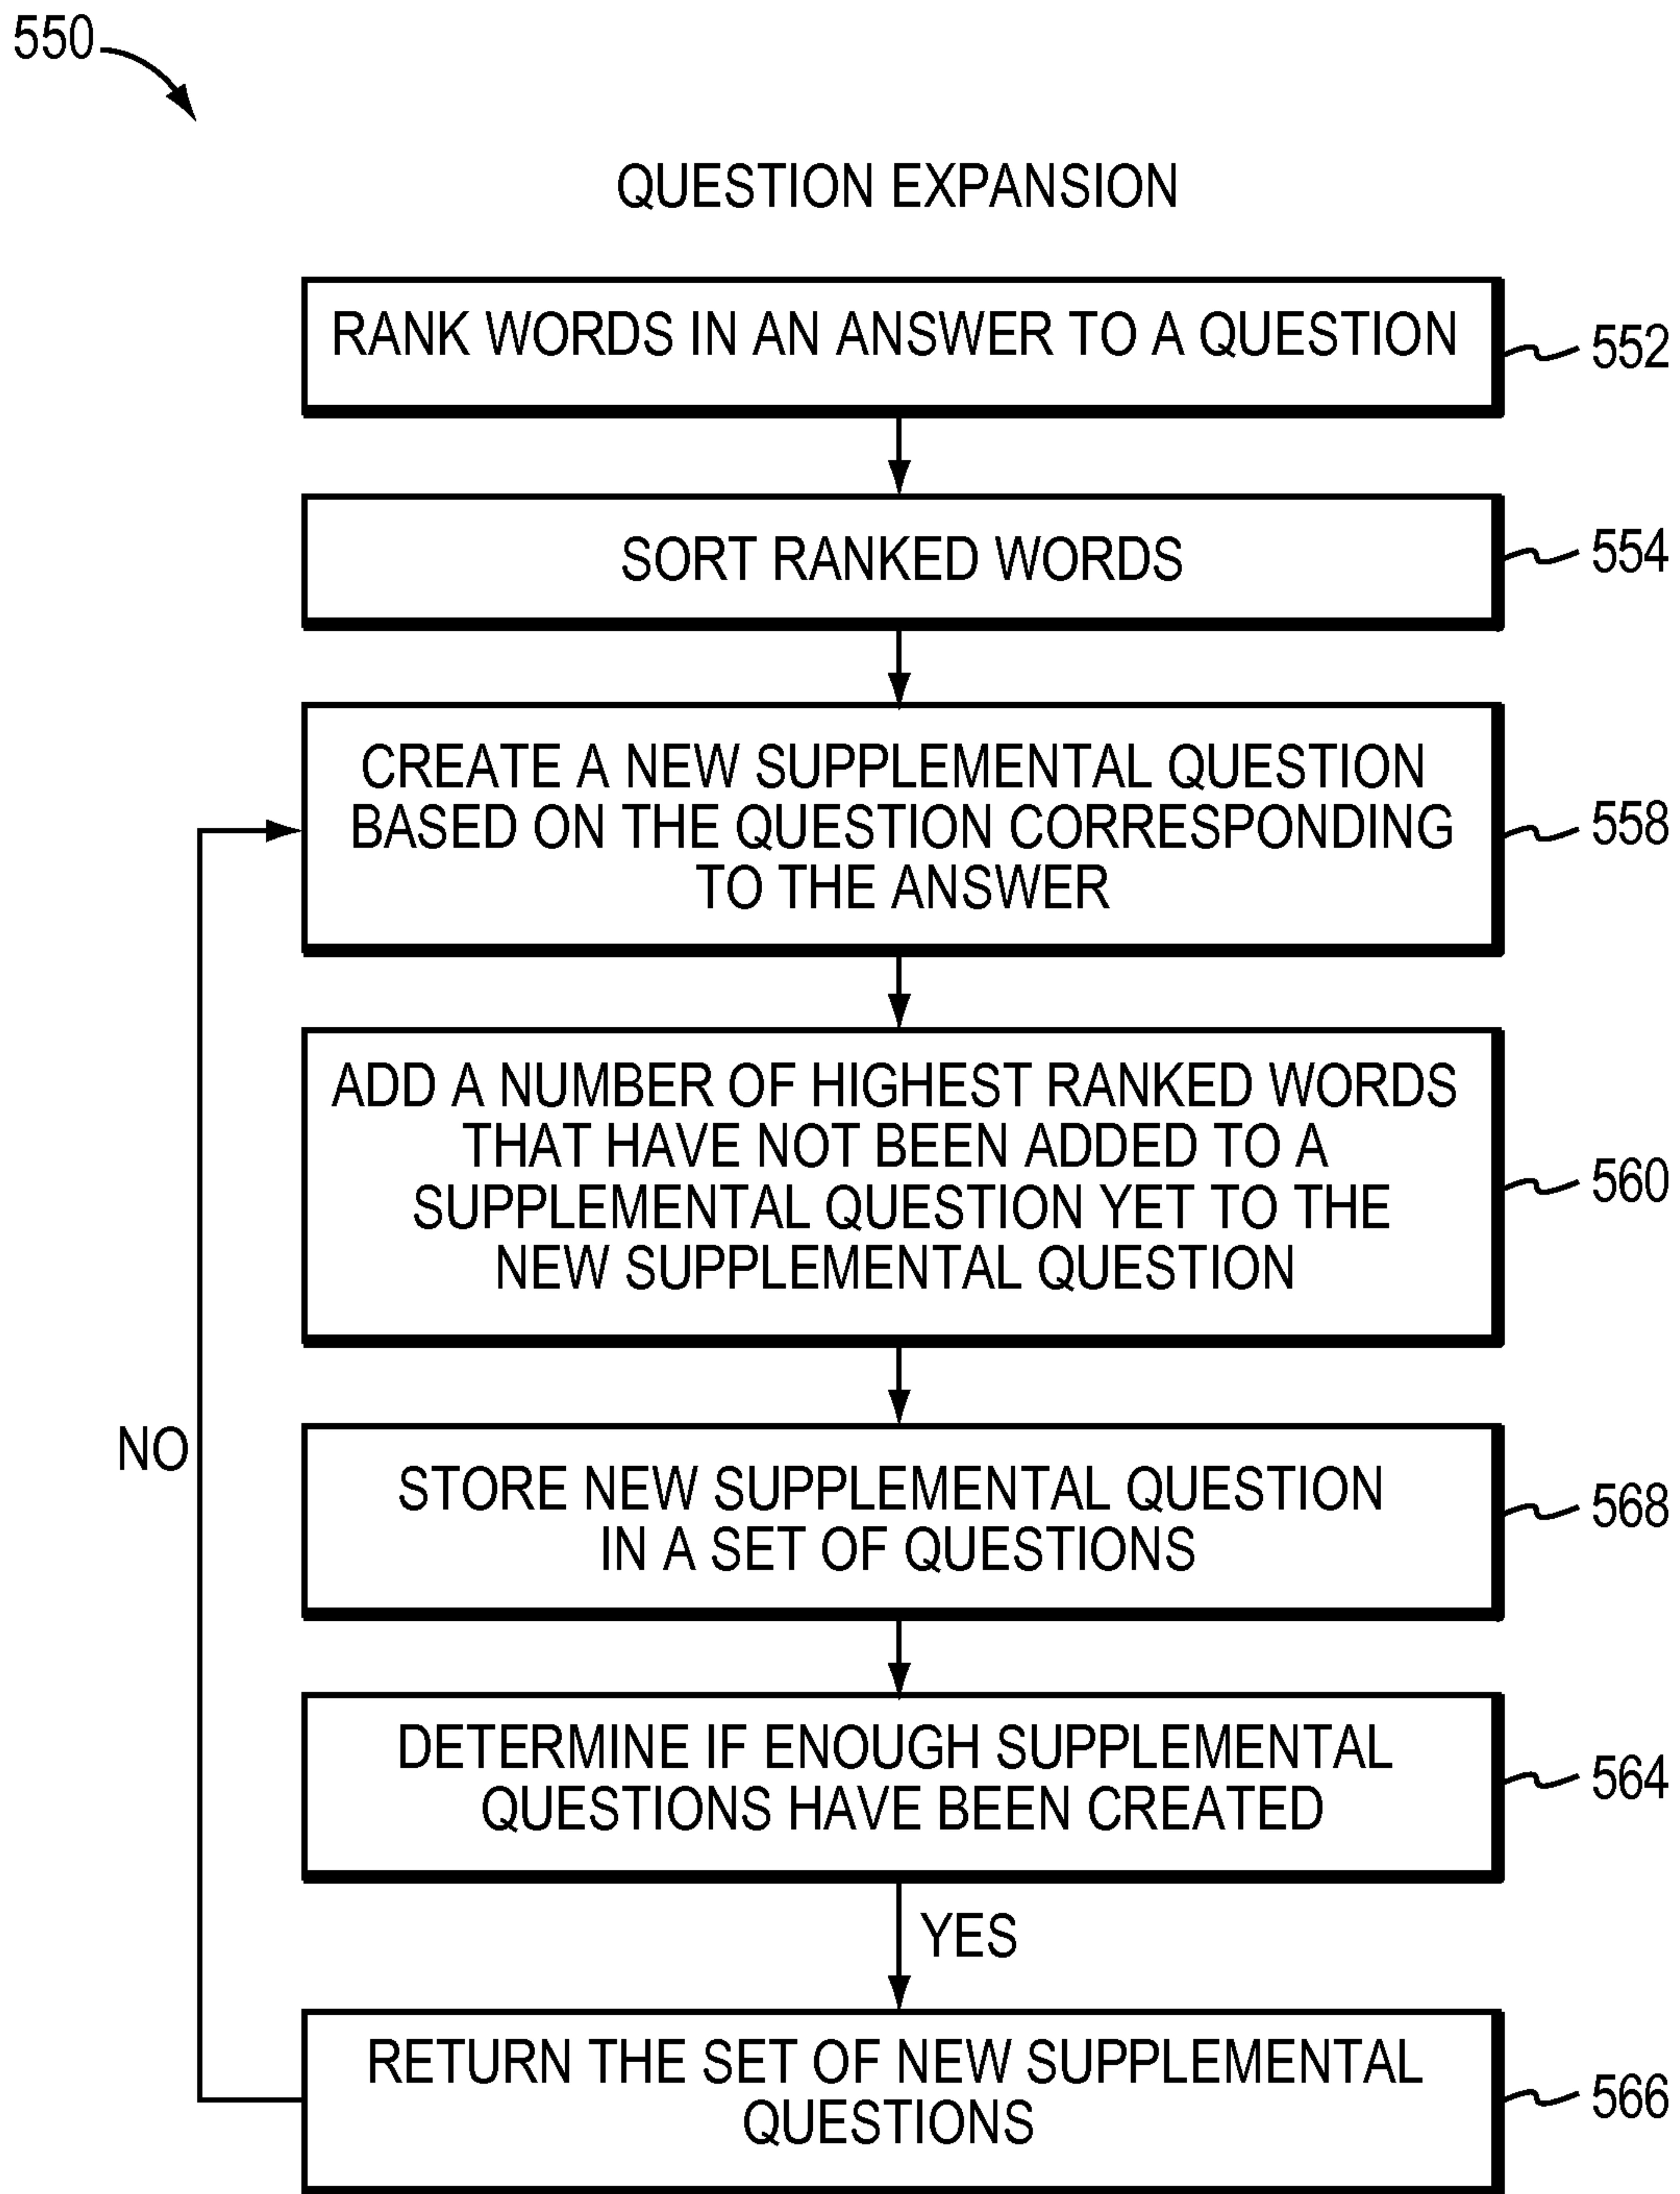 550
QUESTION EXPANSION
RANK WORDS IN AN ANSWER TO A QUESTION
552
SORT RANKED WORDS
554
CREATE A NEW SUPPLEMENTAL QUESTION
BASED ON THE QUESTION CORRESPONDING
TO THE ANSWER
558
ADD A NUMBER OF HIGHEST RANKED WORDS
THAT HAVE NOT BEEN ADDED TO A
SUPPLEMENTAL QUESTION YET TO THE
NEW SUPPLEMENTAL QUESTION
560
NO
STORE NEW SUPPLEMENTAL QUESTION
IN A SET OF QUESTIONS
568
DETERMINE IF ENOUGH SUPPLEMENTAL
QUESTIONS HAVE BEEN CREATED
564
YES
RETURN THE SET OF NEW SUPPLEMENTAL
QUESTIONS
566